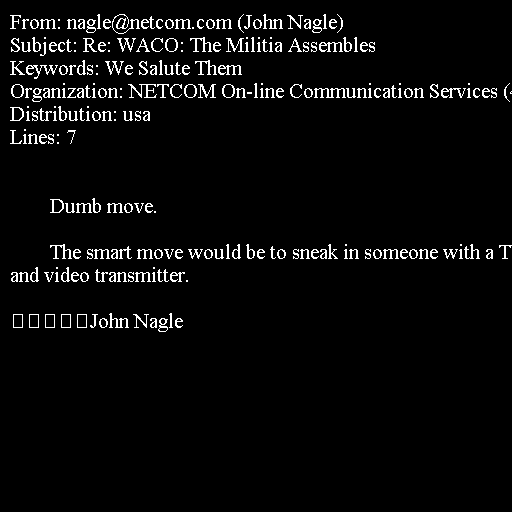 From: nagle@netcom.com (John Nagle)
Subject: Re: WACO: The Militia Assembles
Keywords: We Salute Them
Organization: NETCOM On-line Communication Services (
Distribution: usa
Lines: 7
Dumb move.
The smart move would be to sneak in someone with a T
and video transmitter.
John Nagle